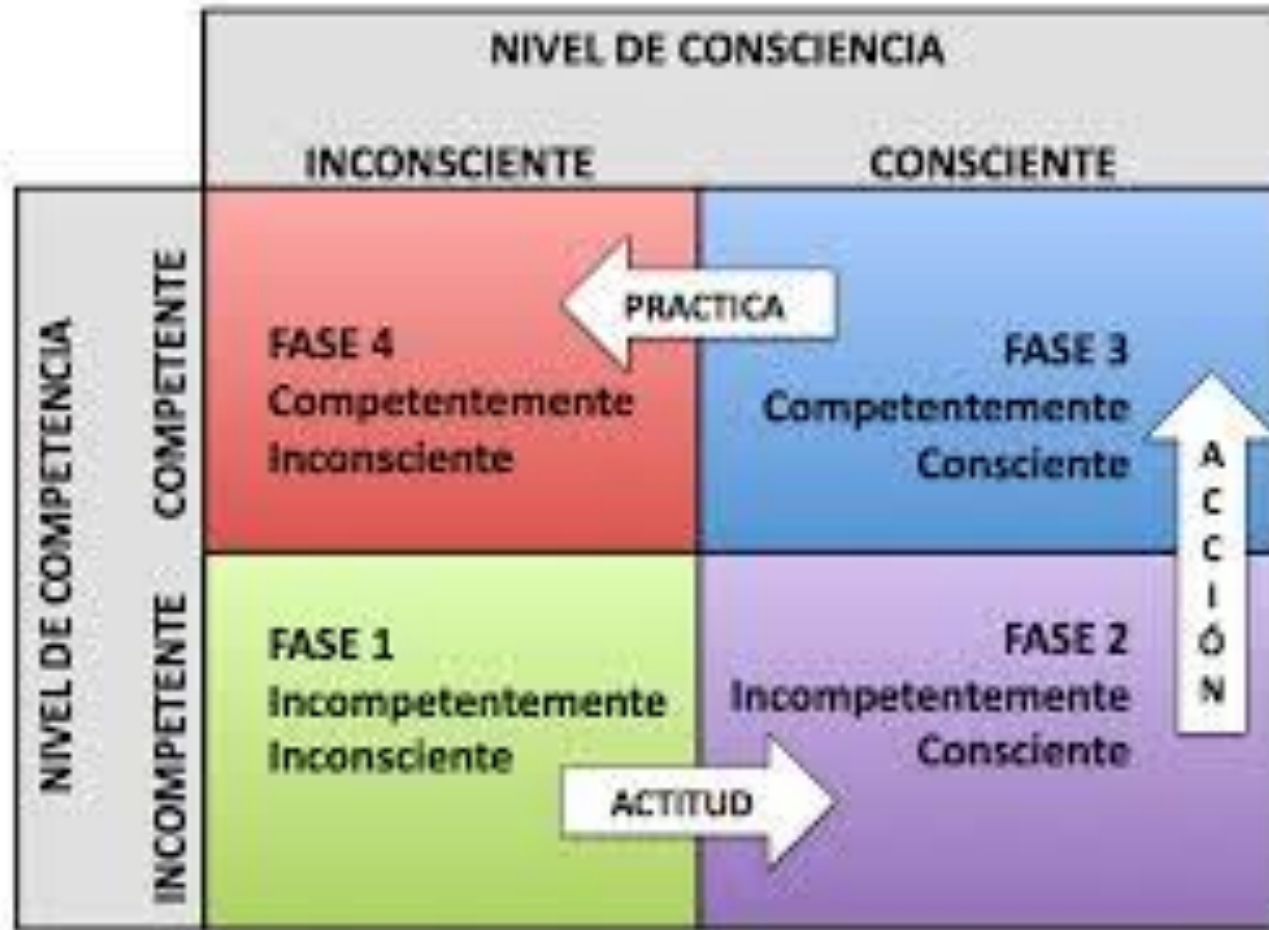 NIVEL DE CONSCIENCIA
INCONSCIENTE CONSCIENTE
NIVEL DE COMPETENCIA
COMPETENTE
INCOMPETENTE
PRACTICA
FASE 4
Competentemente
Inconsciente
FASE 3
Competentemente
Consciente
ACCIÓN
FASE 1
Incompetentemente
Inconsciente
ACTITUD
FASE 2
Incompetentemente
Consciente